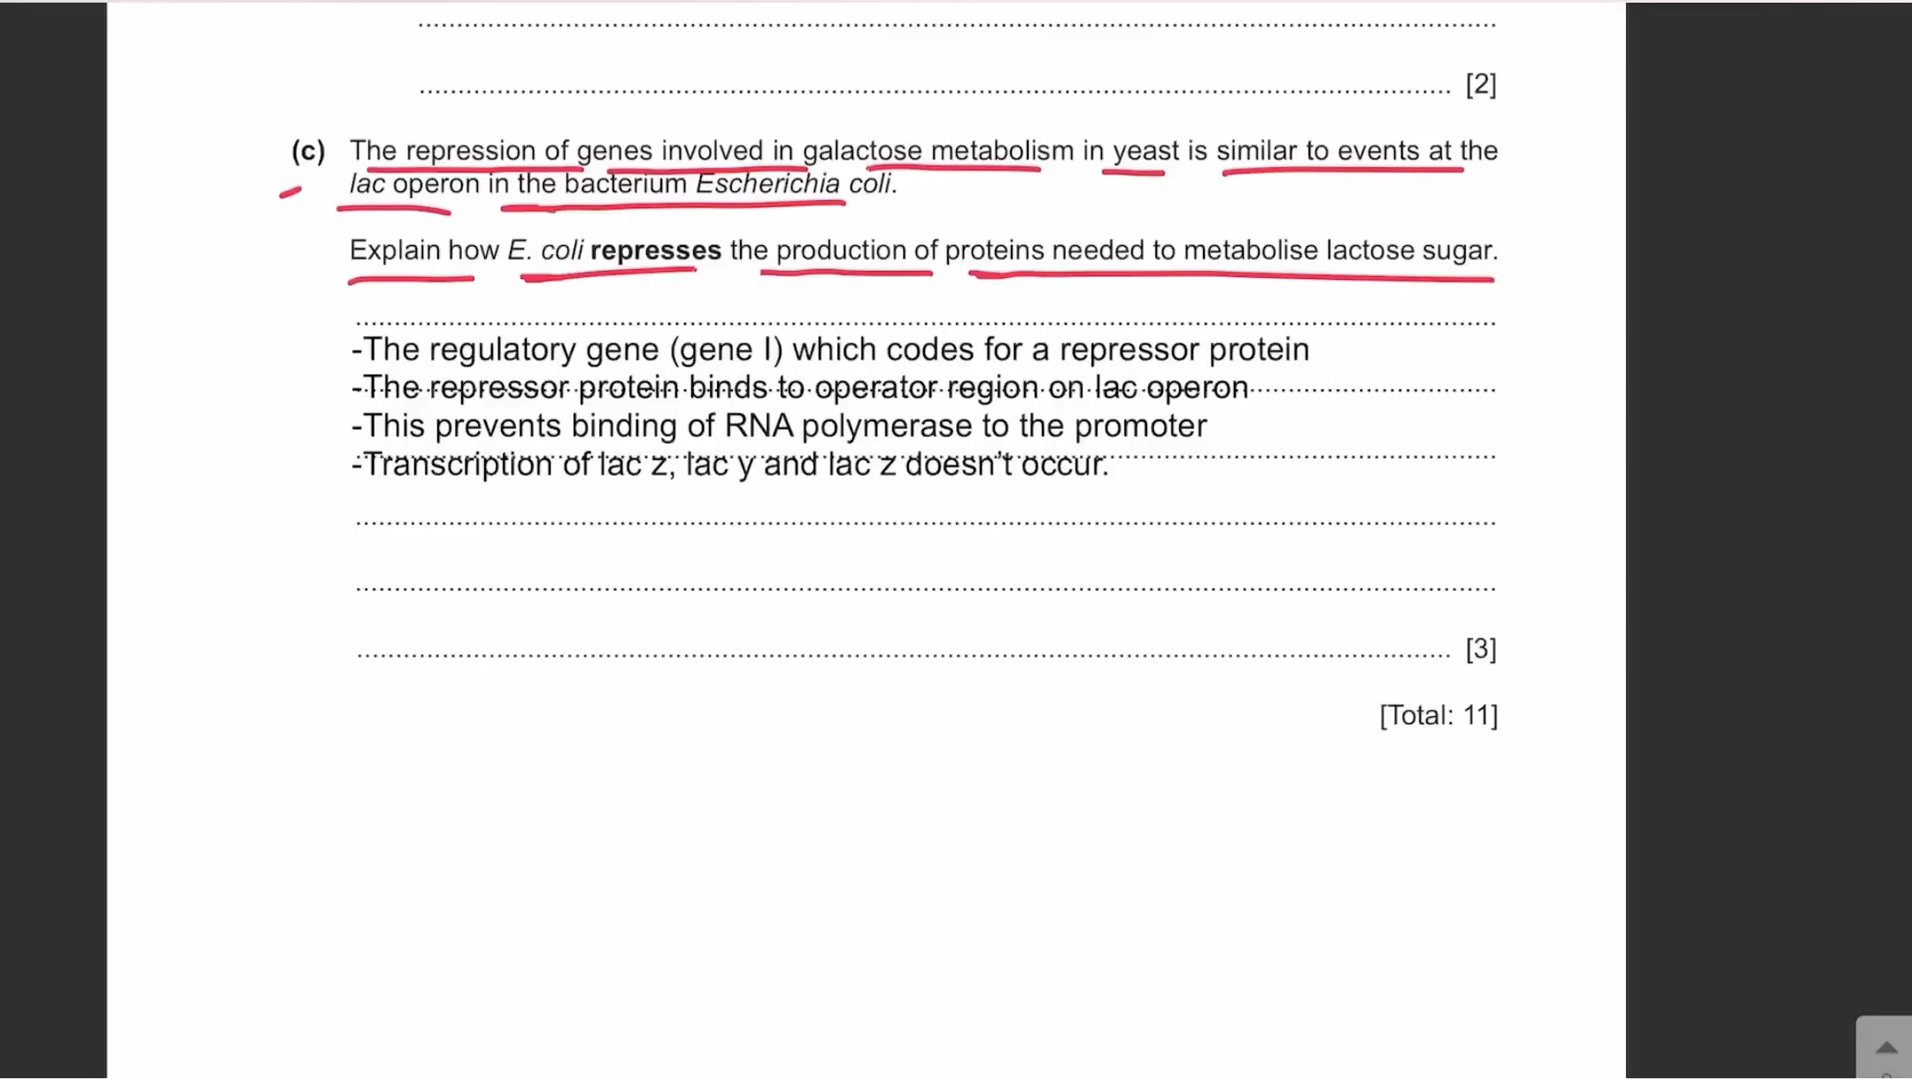 [2]
(c) The repression of genes involved in galactose metabolism in yeast is similar to events at the
lac operon in the bacterium Escherichia coli.
Explain how E. coli represses the production of proteins needed to metabolise lactose sugar.
-The regulatory gene (gene I) which codes for a repressor protein
-The repressor protein binds to operator region on lac operon
-This prevents binding of RNA polymerase to the promoter
-Transcription of lac z, lac y and lac z doesn't occur.
[3]
[Total: 11]